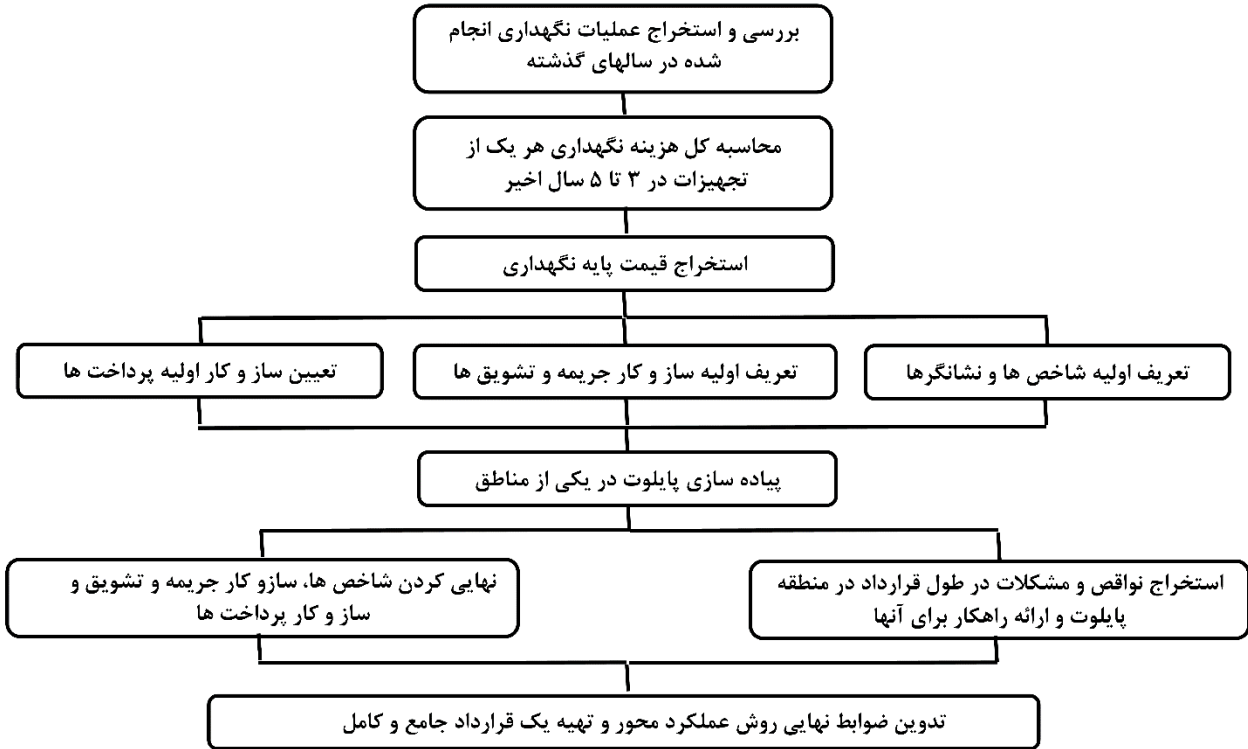 بررسی و استخراج عملیات نگهداری انجام
شده در سالهای گذشته
محاسبه کل هزینه نگهداری هر یک از
تجهیزات در ۳ تا ۵ سال اخیر
استخراج قیمت پایه نگهداری
تعریف اولیه شاخص ها و نشانگرها
تعریف اولیه ساز و کار جریمه و تشویق ها
تعیین ساز و کار اولیه پرداخت ها
پیاده سازی پایلوت در یکی از مناطق
استخراج نواقص و مشکلات در طول قرارداد در منطقه
پایلوت و ارائه راهکار برای آنها
نهایی کردن شاخص ها، سازو کار جریمه و تشویق و
ساز و کار پرداخت ها
تدوین ضوابط نهایی روش عملکرد محور و تهیه یک قرارداد جامع و کامل